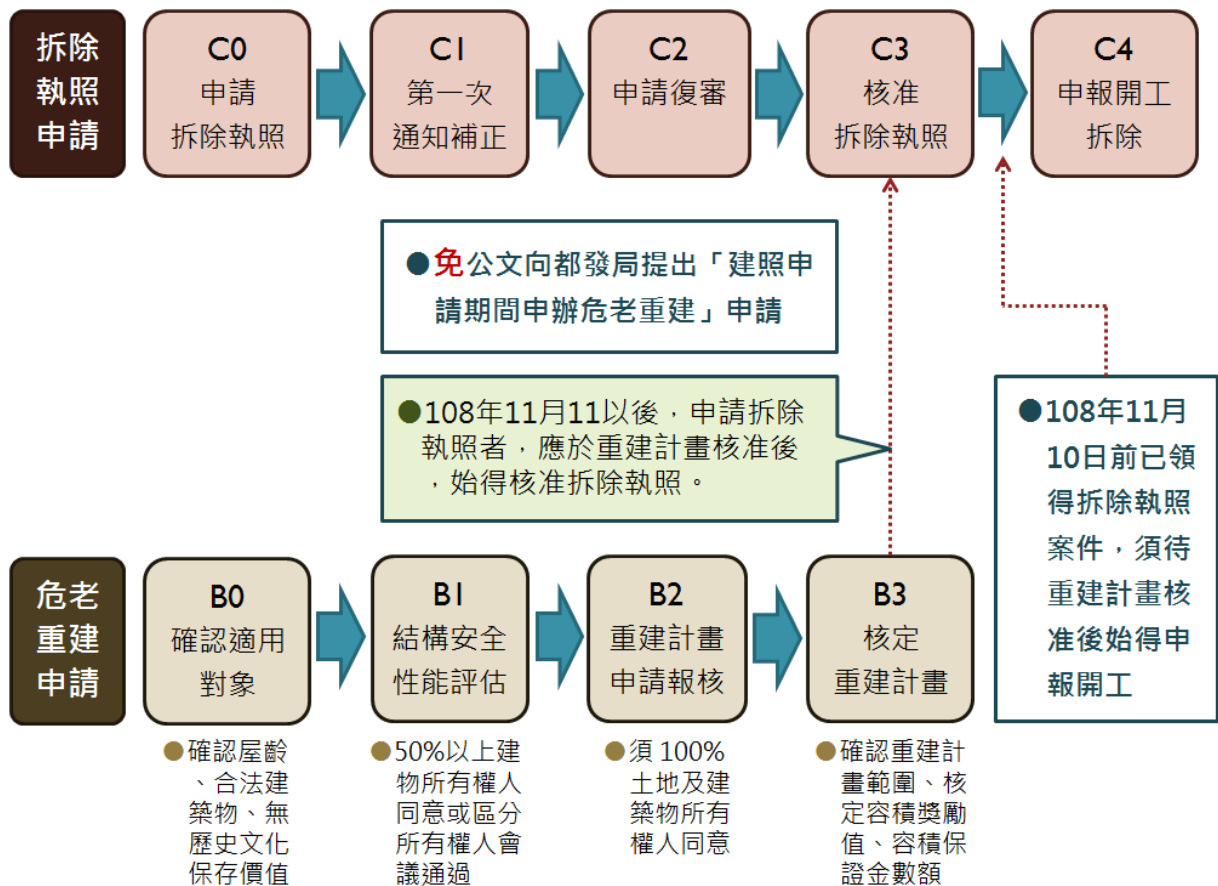 拆除
執照
申請
C0
申請
拆除執照
C1
第一次
通知補正
C2
申請復審
C3
核准
拆除執照
C4
申報開工
拆除
●免公文向都發局提出「建照申
請期間申辦危老重建」申請
●108年11月11以後，申請拆除
執照者，應於重建計畫核准後
，始得核准拆除執照。
●108年11月
10日前已領
得拆除執照
案件，須待
重建計畫核
准後始得申
報開工
危老
重建
申請
B0
確認適用
對象
B1
結構安全
性能評估
B2
重建計畫
申請報核
B3
核定
重建計畫
●確認屋齡
、合法建
築物、無
歷史文化
保存價值
●50%以上建
物所有權人
同意或區分
所有權人會
議通過
●須 100%
土地及建
築物所有
權人同意
●確認重建計
畫範圍、核
定容積獎勵
值、容積保
證金數額